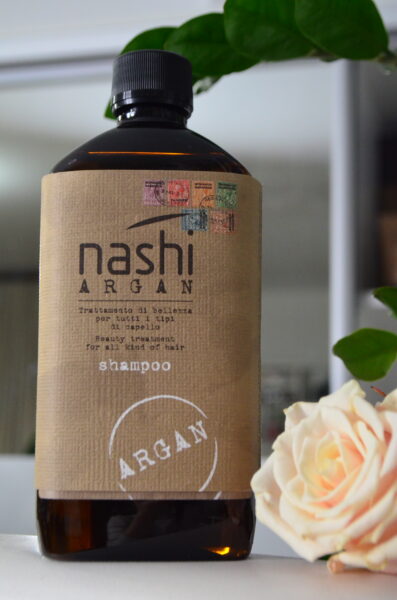 nashi
ARGAN
Trattamento di bellezza
per tutti i tipi
di capello
Beauty treatment
for all kind of hair
shampoo
ARGAN